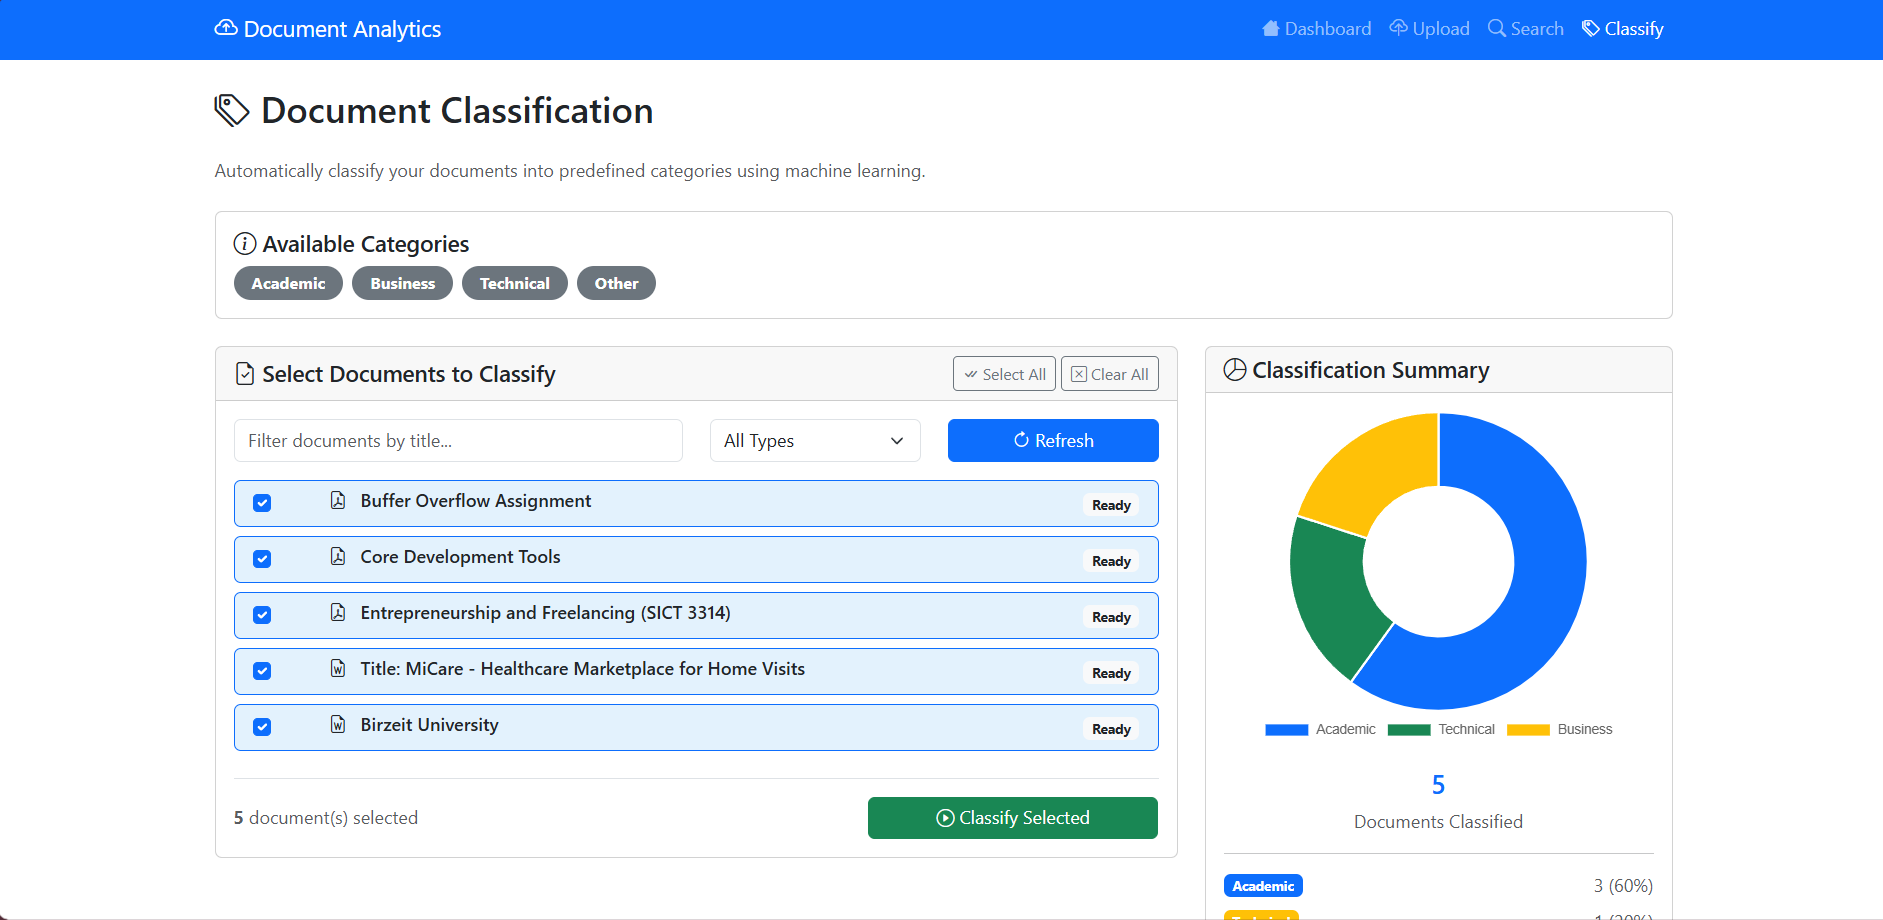 Document Analytics
Dashboard Upload Search Classify
Document Classification
Automatically classify your documents into predefined categories using machine learning.
Available Categories
Academic Business Technical Other
Select Documents to Classify
Select All Clear All
Filter documents by title...
All Types
Refresh
Buffer Overflow Assignment Ready
Core Development Tools Ready
Entrepreneurship and Freelancing (SICT 3314) Ready
Title: MiCare - Healthcare Marketplace for Home Visits Ready
Birzeit University Ready
5 document(s) selected
Classify Selected
Classification Summary
Academic Technical Business
5
Documents Classified
Academic 3 (60%)